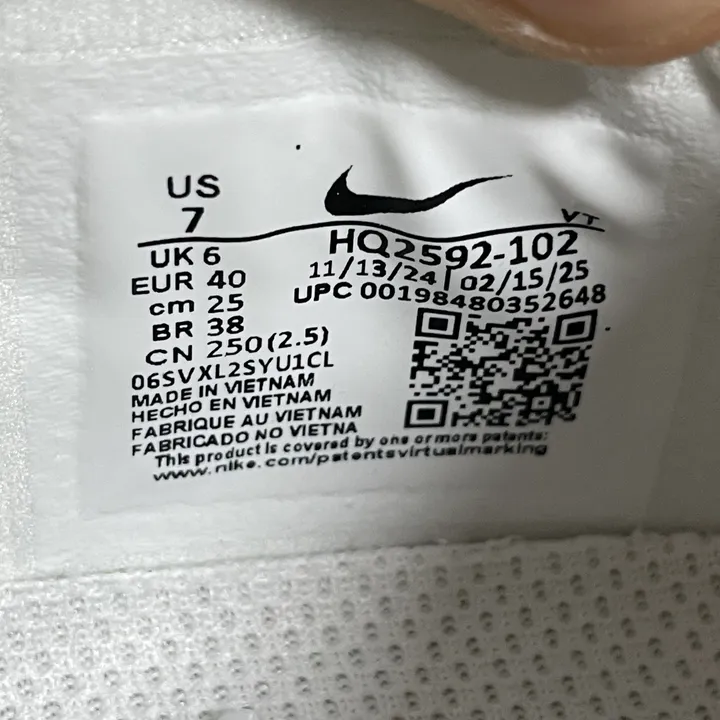 US
7
VT
UK 6
EUR 40
cm 25
BR 38
CN 250(2.5)
HQ2592-102
11/13/24 | 02/15/25
UPC 00198480352648
06SVXL2SYU1CL
MADE IN VIETNAM
HECHO EN VIETNAM
FABRIQUE AU VIETNAM
FABRICADO NO VIETNA
This product is covered by one or more patents:
www.nike.com/patentsvirtualmarking